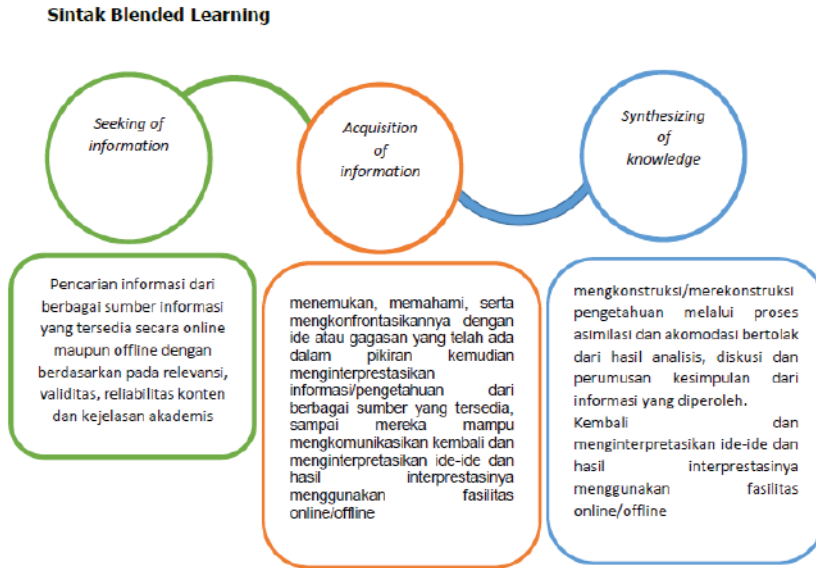 Sintak Blended Learning
Seeking of
information
Acquisition
of
information
Synthesizing
of
knowledge
Pencarian informasi dari
berbagai sumber informasi
yang tersedia secara online
maupun offline dengan
berdasarkan pada relevansi,
validitas, reliabilitas konten
dan kejelasan akademis
menemukan, memahami, serta
mengkonfrontasikannya dengan
ide atau gagasan yang telah ada
dalam pikiran kemudian
menginterprestasikan
informasi/pengetahuan dari
berbagai sumber yang tersedia,
sampai mereka mampu
mengkomunikasikan kembali dan
menginterpretasikan ide-ide dan
hasil interprestasinya
menggunakan fasilitas
online/offline
mengkonstruksi/merekonstruksi
pengetahuan melalui proses
asimilasi dan akomodasi bertolak
dari hasil analisis, diskusi dan
perumusan kesimpulan dari
informasi yang diperoleh.
Kembali dan
menginterpretasikan ide-ide dan
hasil interprestasinya
menggunakan fasilitas
online/offline